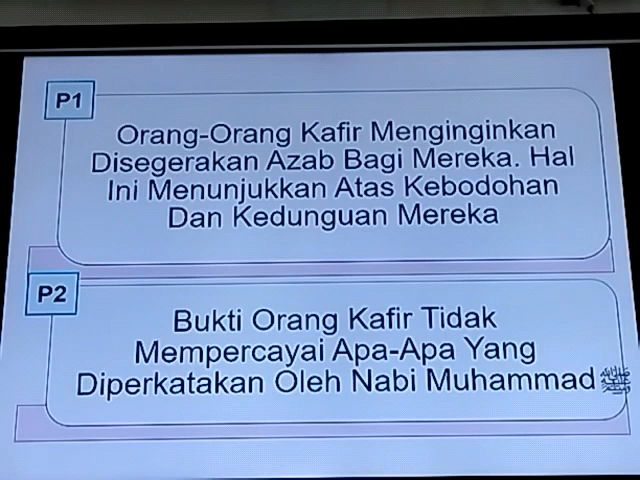 P1
Orang-Orang Kafir Menginginkan
Disegerakan Azab Bagi Mereka. Hal
Ini Menunjukkan Atas Kebodohan
Dan Kedunguan Mereka
P2
Bukti Orang Kafir Tidak
Mempercayai Apa-Apa Yang
Diperkatakan Oleh Nabi Muhammad ﷺ